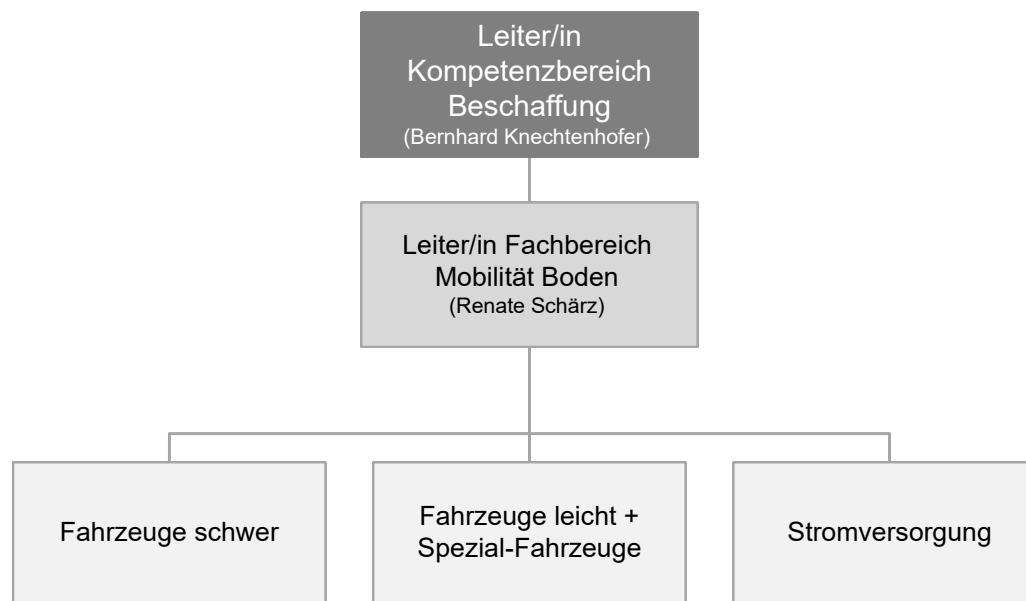 Leiter/in
Kompetenzbereich
Beschaffung
(Bernhard Knechtenhofer)
Leiter/in Fachbereich
Mobilität Boden
(Renate Schärz)
Fahrzeuge schwer
Fahrzeuge leicht +
Spezial-Fahrzeuge
Stromversorgung